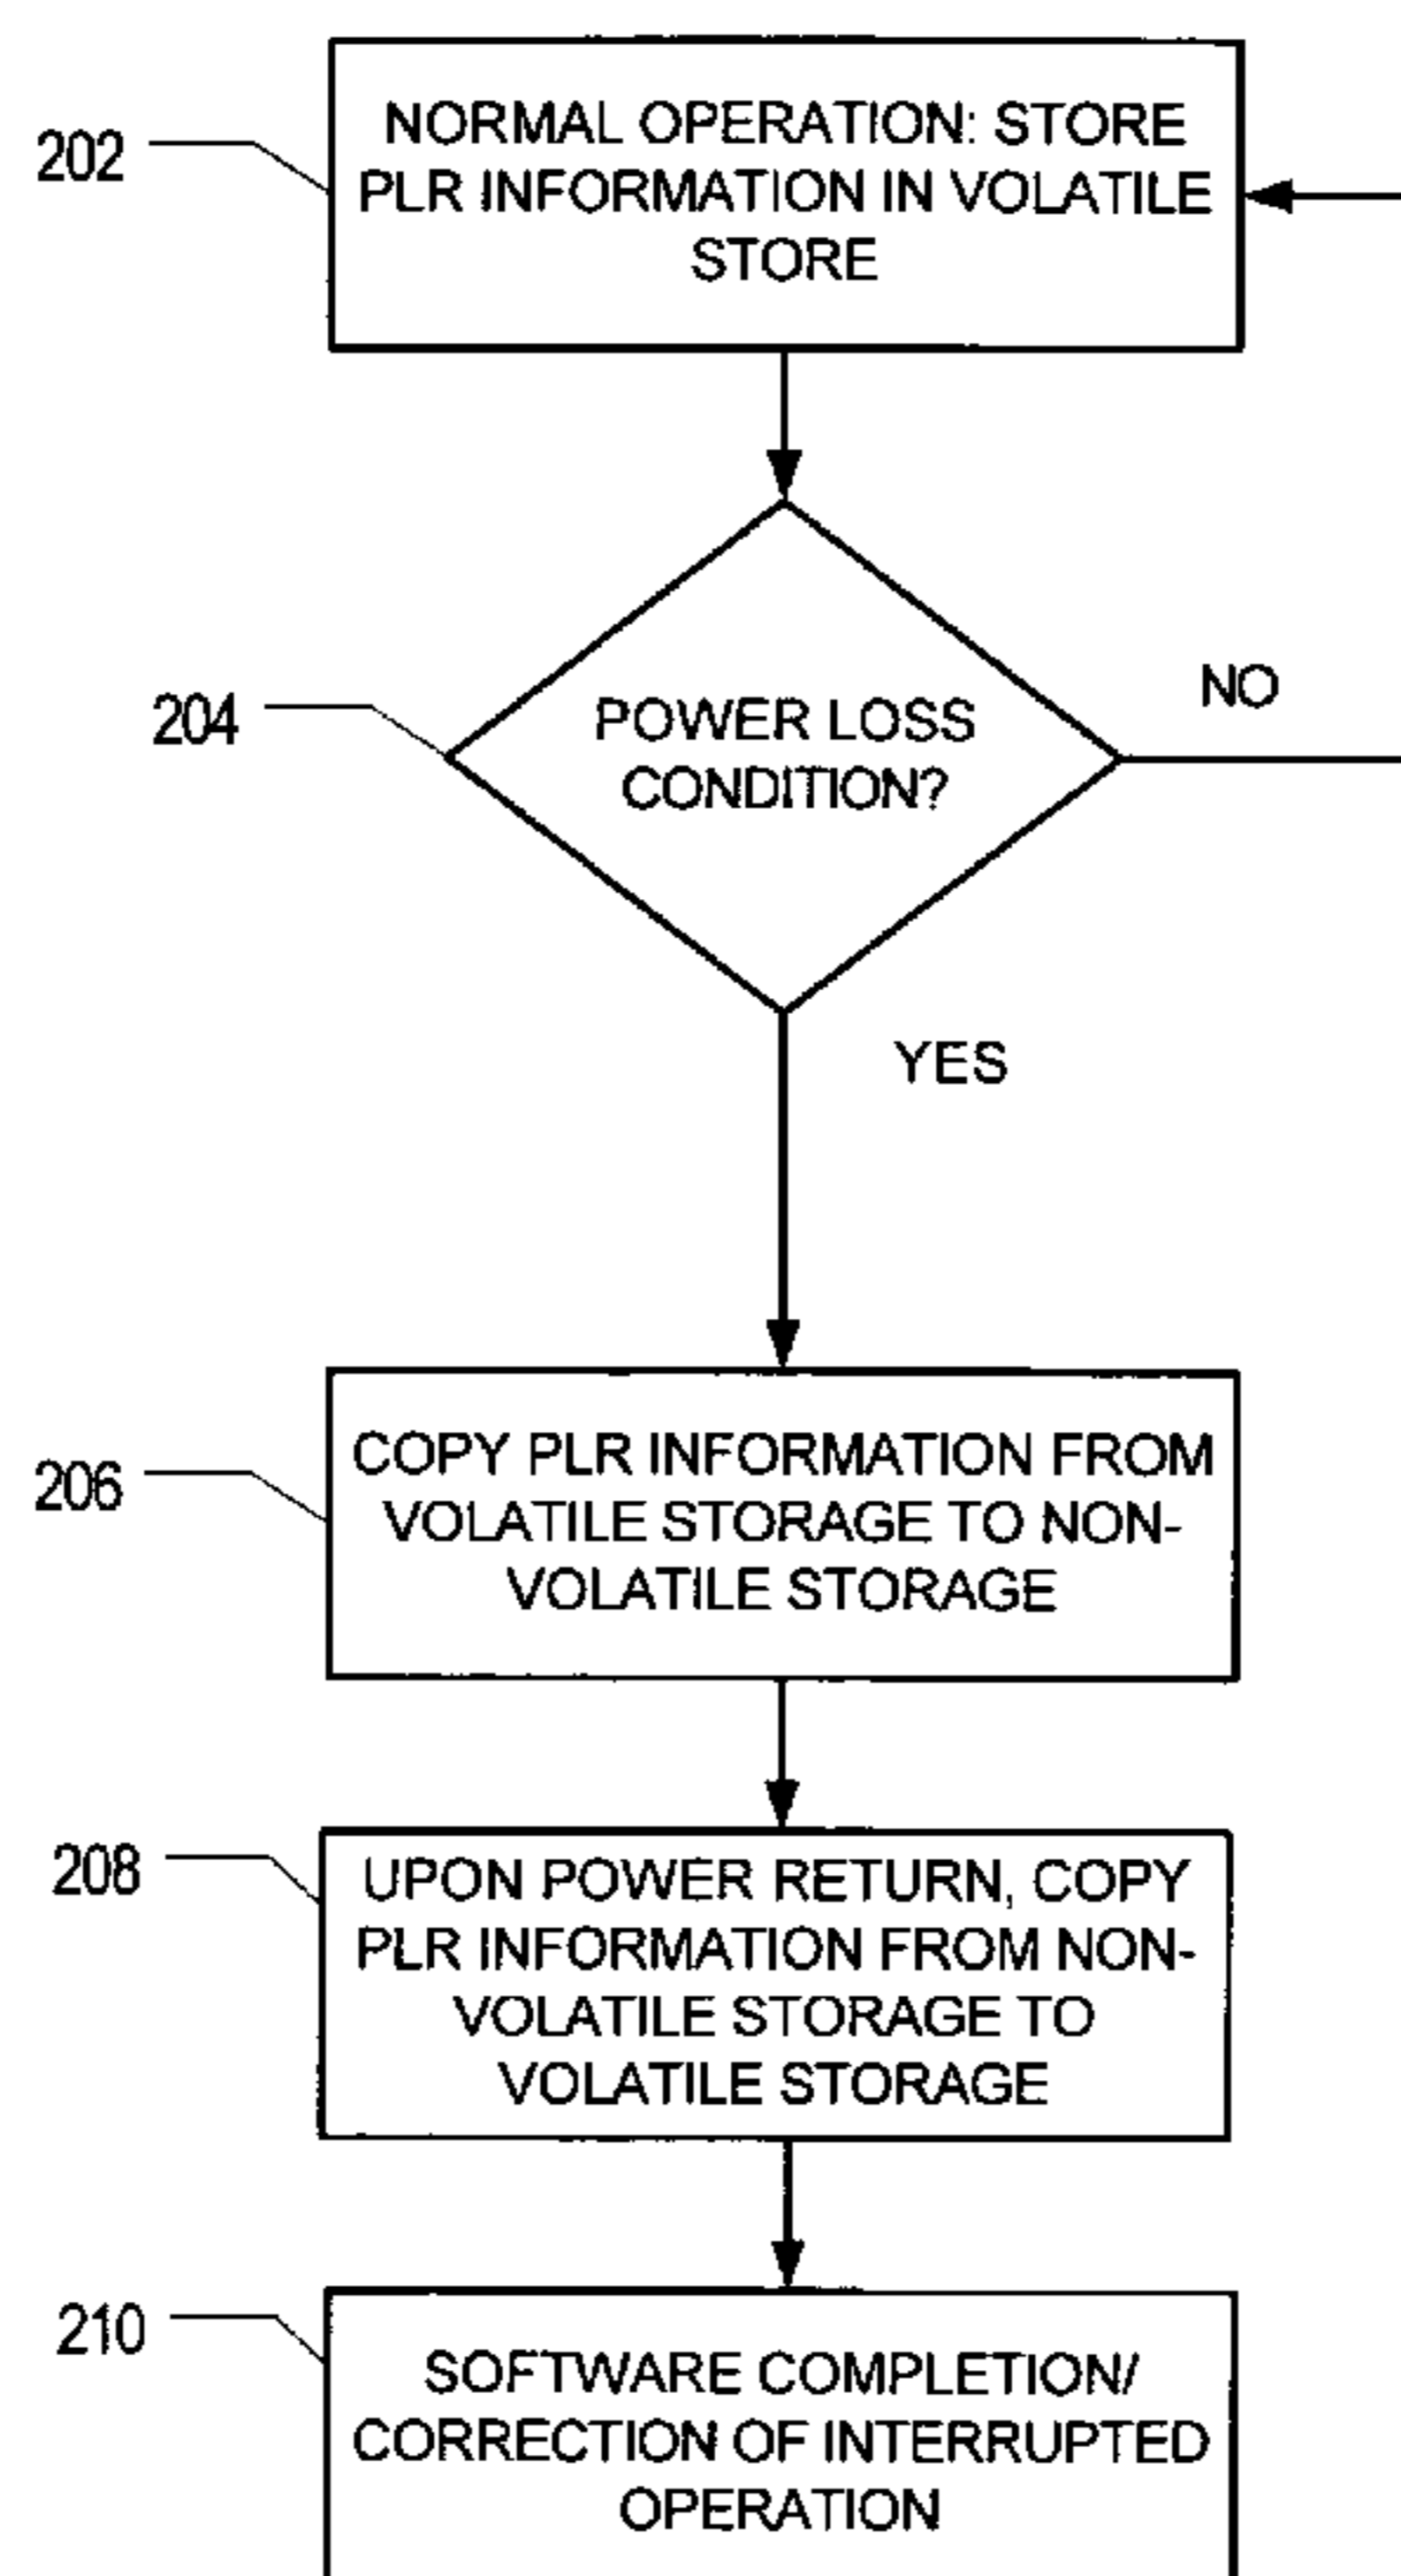 202
NORMAL OPERATION: STORE
PLR INFORMATION IN VOLATILE
STORE
204
POWER LOSS
CONDITION?
NO
YES
206
COPY PLR INFORMATION FROM
VOLATILE STORAGE TO NON-
VOLATILE STORAGE
208
UPON POWER RETURN, COPY
PLR INFORMATION FROM NON-
VOLATILE STORAGE TO
VOLATILE STORAGE
210
SOFTWARE COMPLETION/
CORRECTION OF INTERRUPTED
OPERATION